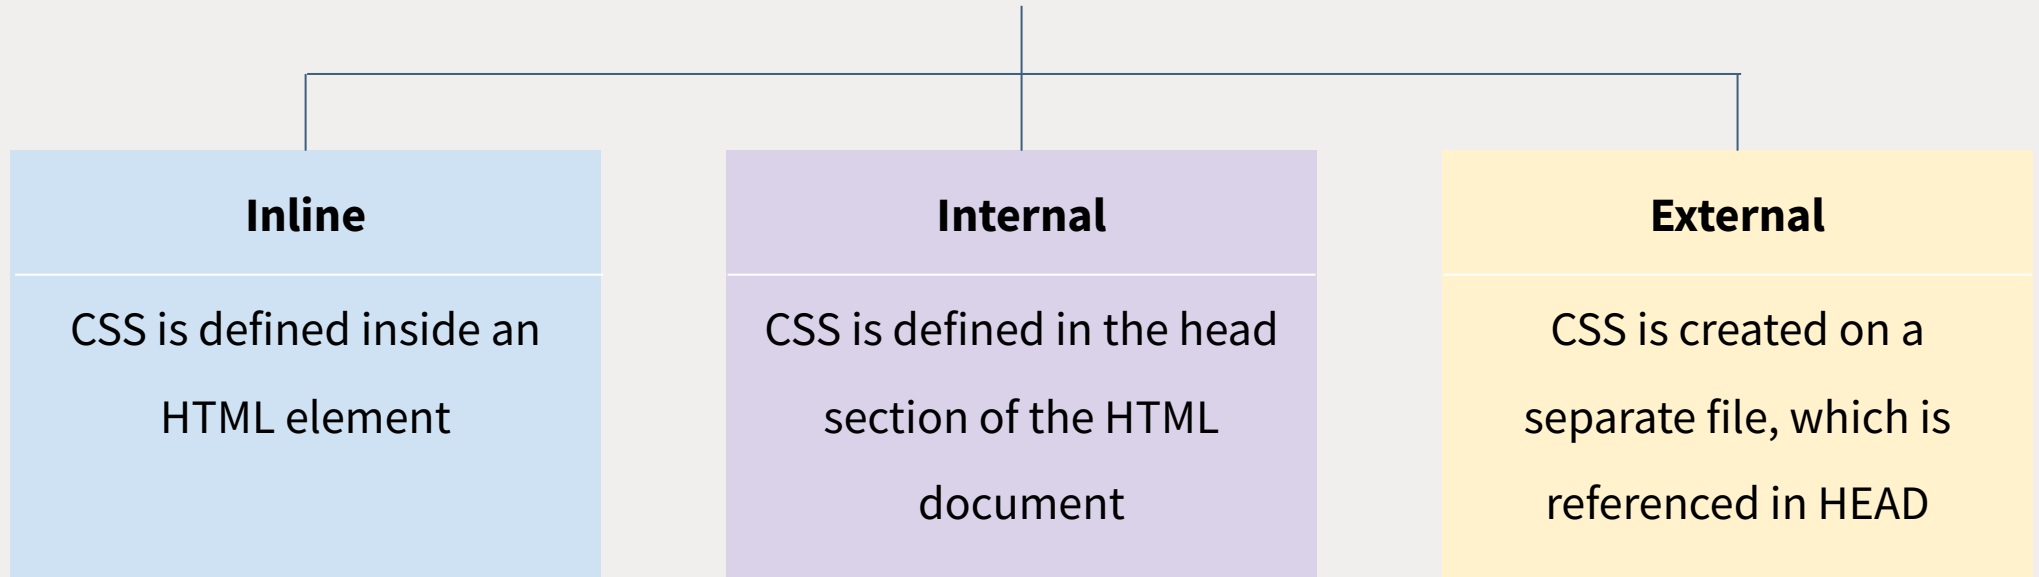 Inline
CSS is defined inside an
HTML element
Internal
CSS is defined in the head
section of the HTML
document
External
CSS is created on a
separate file, which is
referenced in HEAD